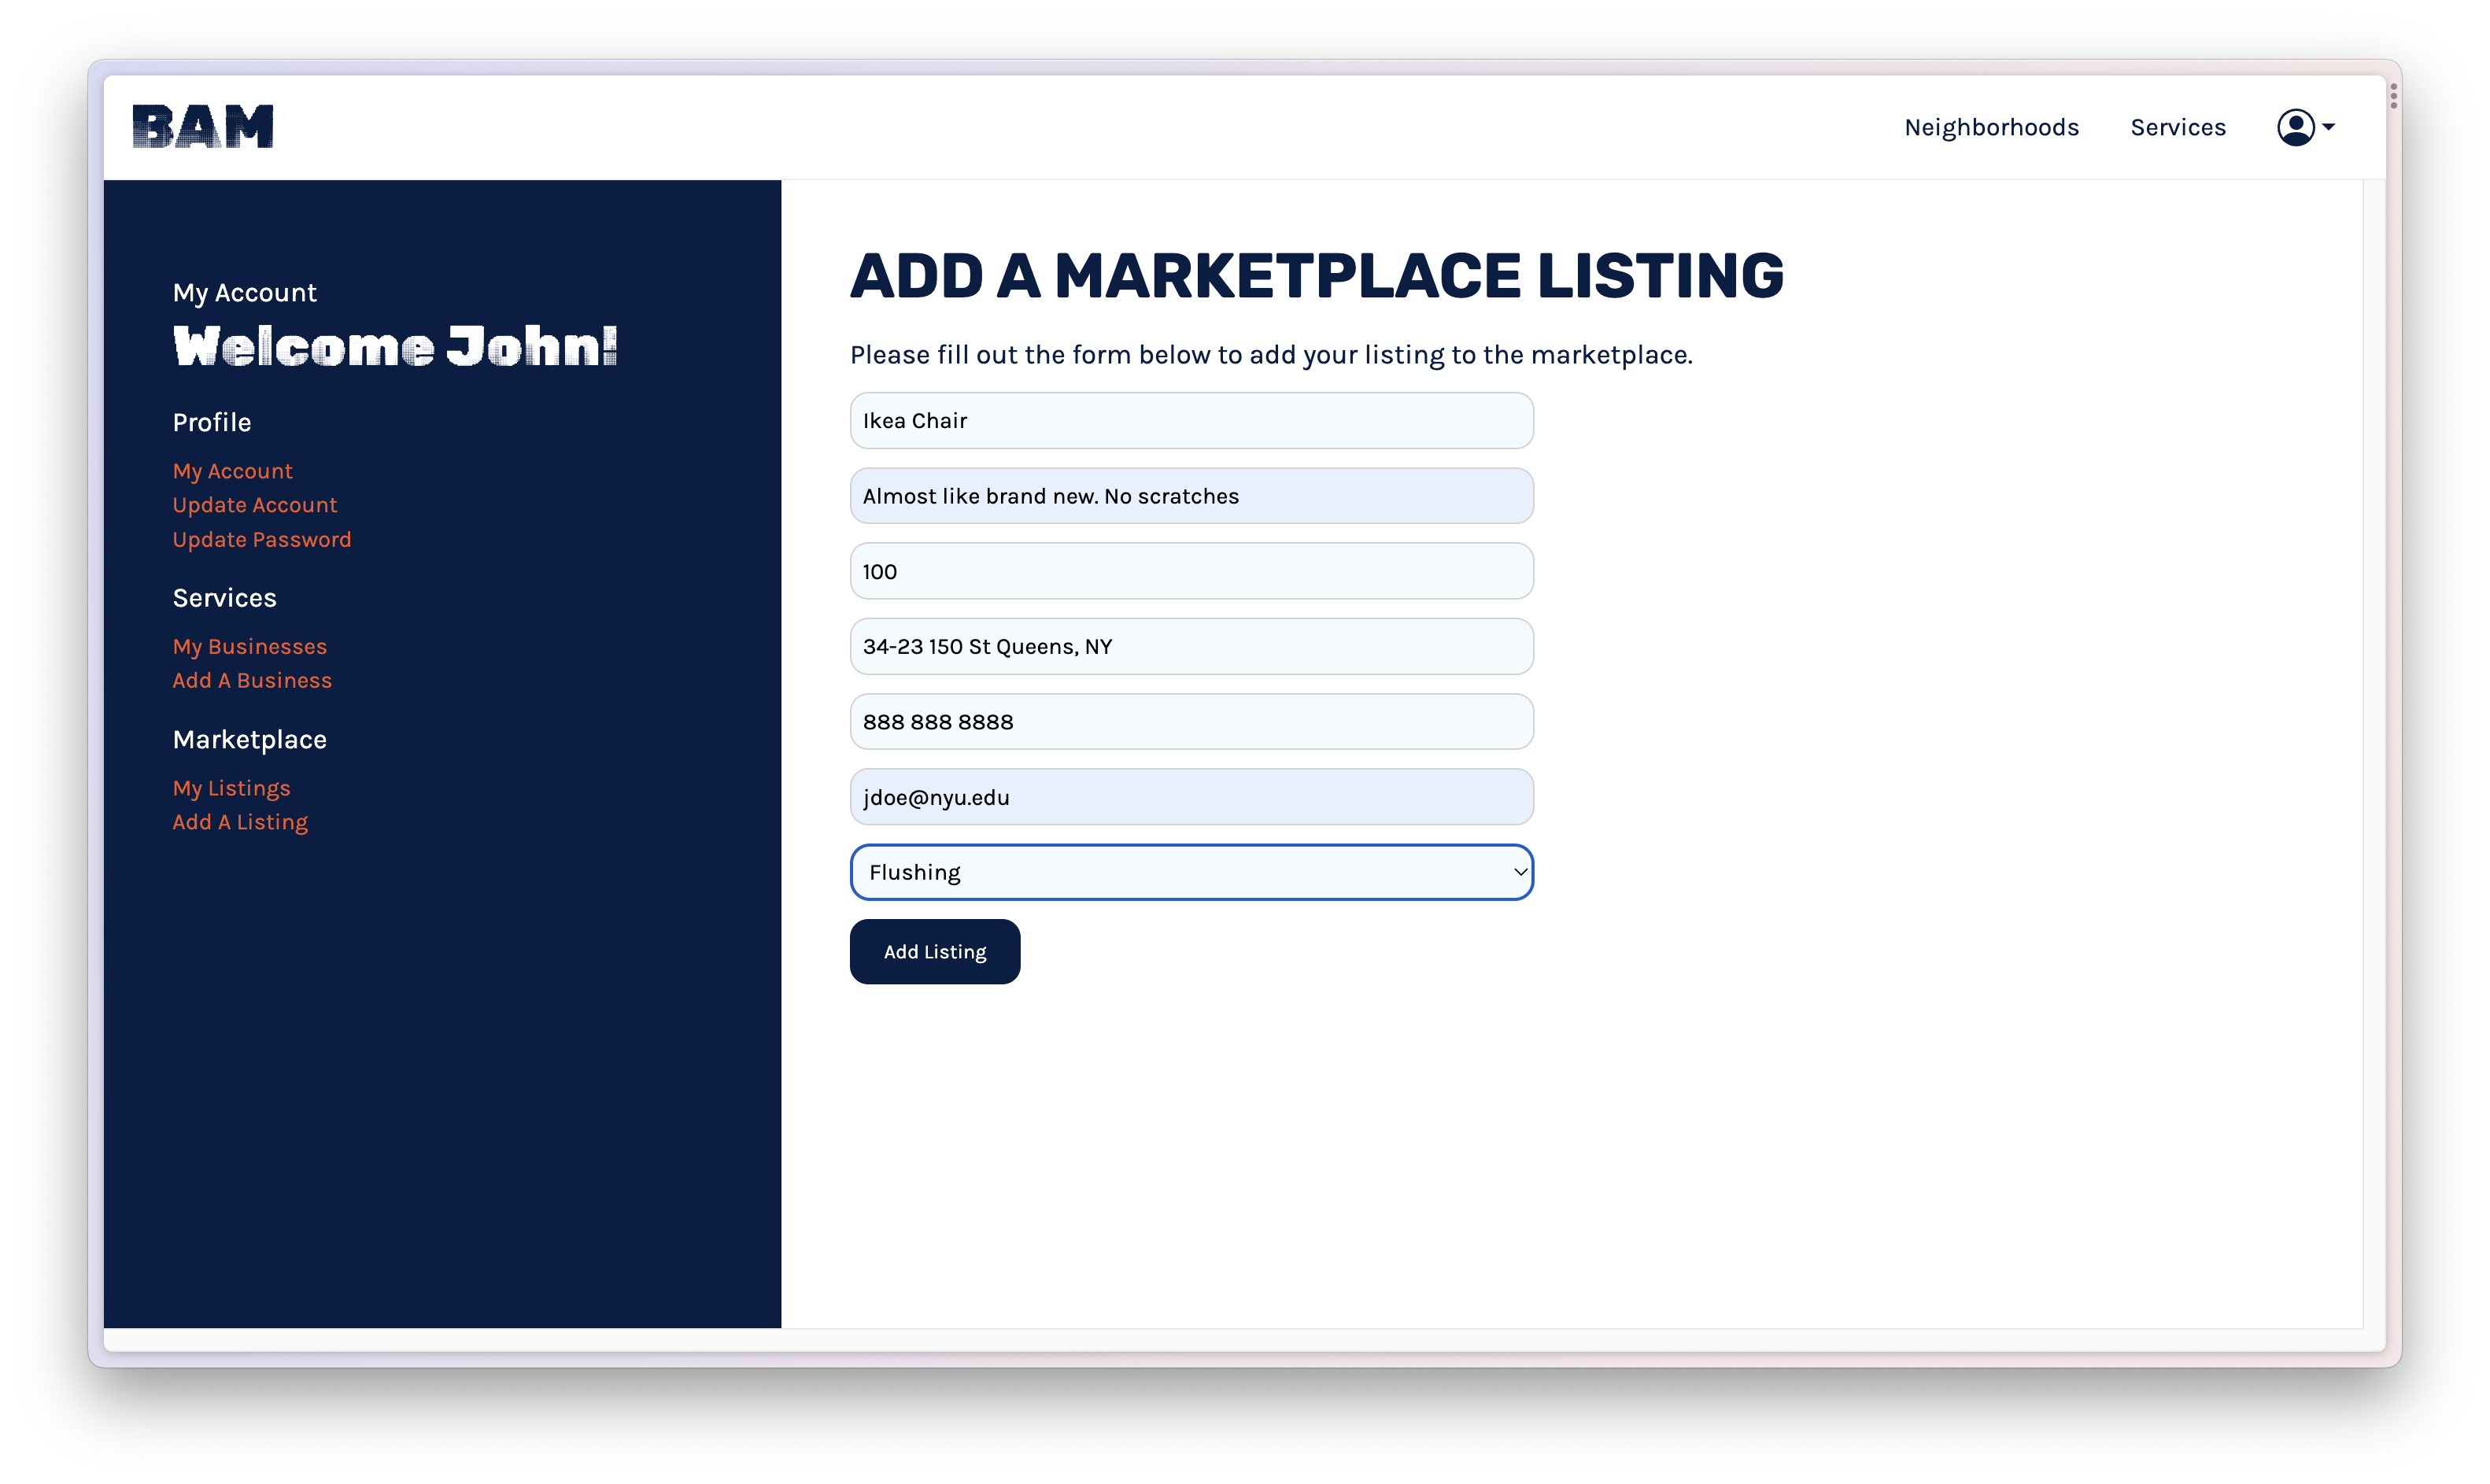 BAM
Neighborhoods Services
My Account
Welcome John!
Profile
My Account
Update Account
Update Password
Services
My Businesses
Add A Business
Marketplace
My Listings
Add A Listing
ADD A MARKETPLACE LISTING
Please fill out the form below to add your listing to the marketplace.
Ikea Chair
Almost like brand new. No scratches
100
34-23 150 St Queens, NY
888 888 8888
jdoe@nyu.edu
Flushing
Add Listing